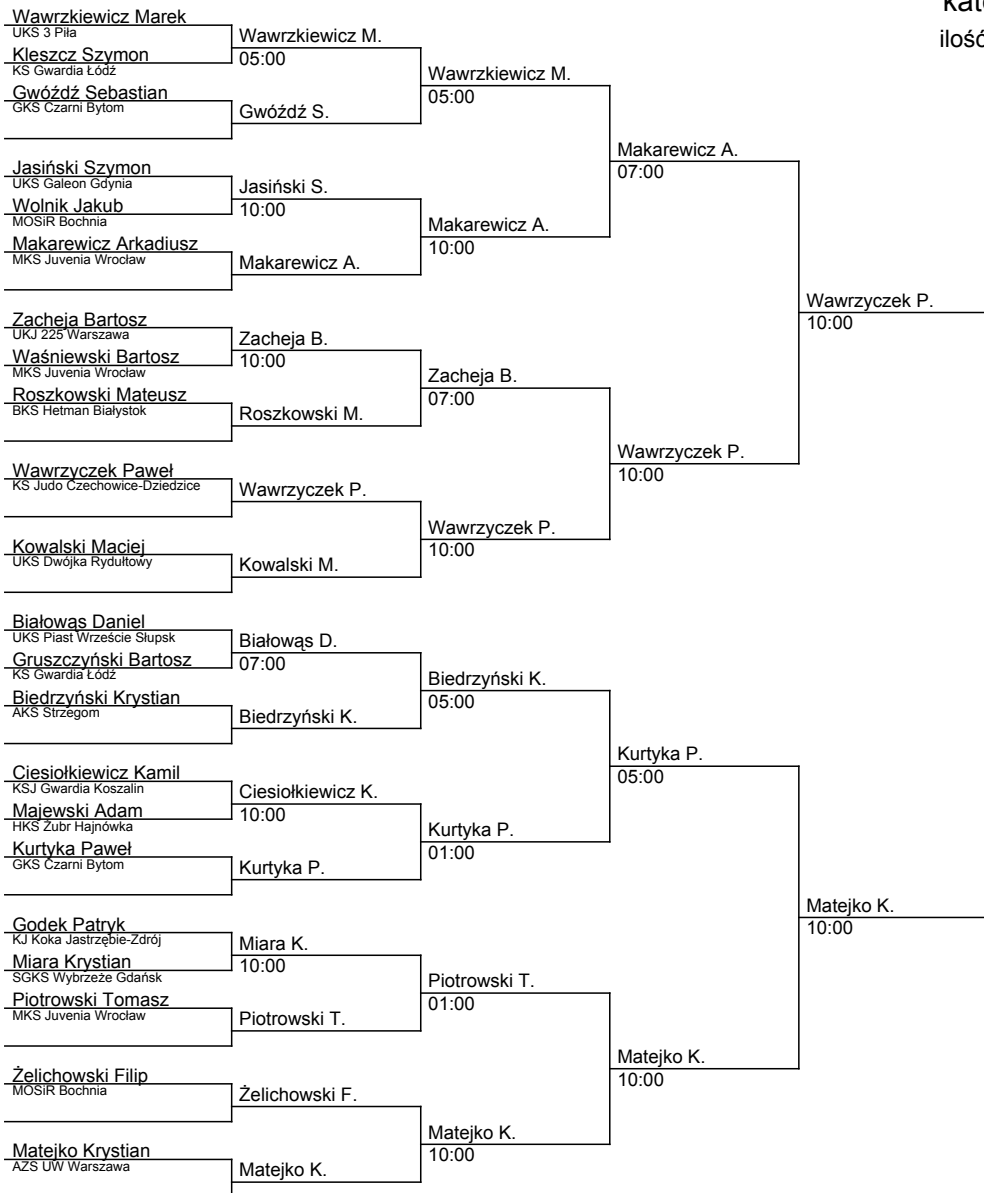 Wawrzkiewicz Marek
UKS 3 Piła
Kleszcz Szymon
KS Gwardia Łódź
Gwóźdź Sebastian
GKS Czarni Bytom
Jasiński Szymon
UKS Galeon Gdynia
Wolnik Jakub
MOSiR Bochnia
Makarewicz Arkadiusz
MKS Juvenia Wrocław
Zacheja Bartosz
UKJ 225 Warszawa
Waśniewski Bartosz
MKS Juvenia Wrocław
Roszkowski Mateusz
BKS Hetman Białystok
Wawrzyczek Paweł
KS Judo Czechowice-Dziedzice
Kowalski Maciej
UKS Dwójka Rydułtowy
Białowąs Daniel
UKS Piast Wrzeście Słupsk
Gruszczyński Bartosz
KS Gwardia Łódź
Biedrzyński Krystian
AKS Strzegom
Ciesiołkiewicz Kamil
KSJ Gwardia Koszalin
Majewski Adam
HKS Żubr Hajnówka
Kurtyka Paweł
GKS Czarni Bytom
Godek Patryk
KJ Koka Jastrzębie-Zdrój
Miara Krystian
SGKS Wybrzeże Gdańsk
Piotrowski Tomasz
MKS Juvenia Wrocław
Żelichowski Filip
MOSiR Bochnia
Matejko Krystian
AZS UW Warszawa
Wawrzkiewicz M.
05:00
Gwóźdź S.
Jasiński S.
10:00
Makarewicz A.
Zacheja B.
10:00
Roszkowski M.
Wawrzyczek P.
Kowalski M.
Białowąs D.
07:00
Biedrzyński K.
Ciesiołkiewicz K.
10:00
Kurtyka P.
Miara K.
10:00
Piotrowski T.
Żelichowski F.
Matejko K.
Wawrzkiewicz M.
05:00
Makarewicz A.
10:00
Zacheja B.
07:00
Wawrzyczek P.
10:00
Biedrzyński K.
05:00
Kurtyka P.
01:00
Piotrowski T.
01:00
Matejko K.
10:00
Makarewicz A.
07:00
Wawrzyczek P.
10:00
Kurtyka P.
05:00
Matejko K.
10:00
Wawrzyczek P.
10:00
Matejko K.
10:00
ilość